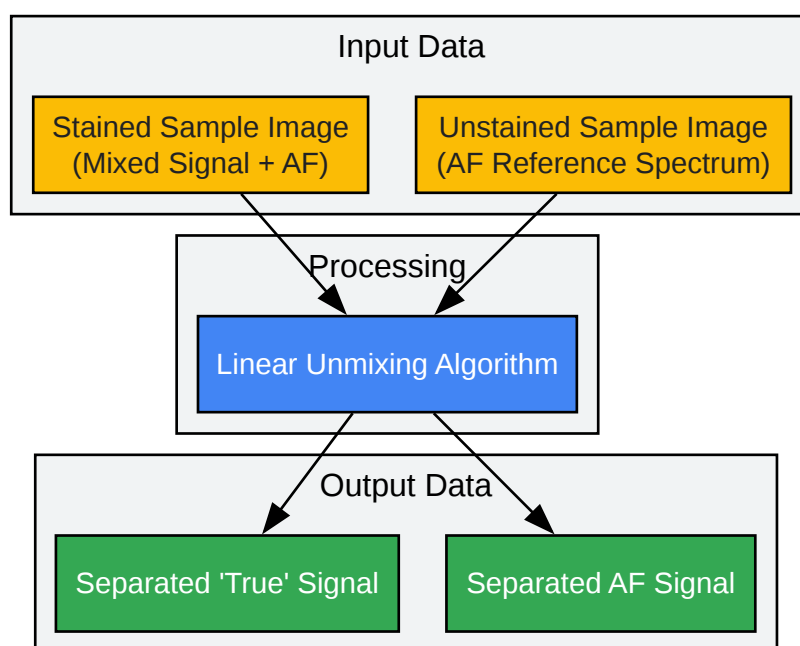 Input Data
Stained Sample Image
(Mixed Signal + AF)
Unstained Sample Image
(AF Reference Spectrum)
Processing
Linear Unmixing Algorithm
Output Data
Separated 'True' Signal
Separated AF Signal